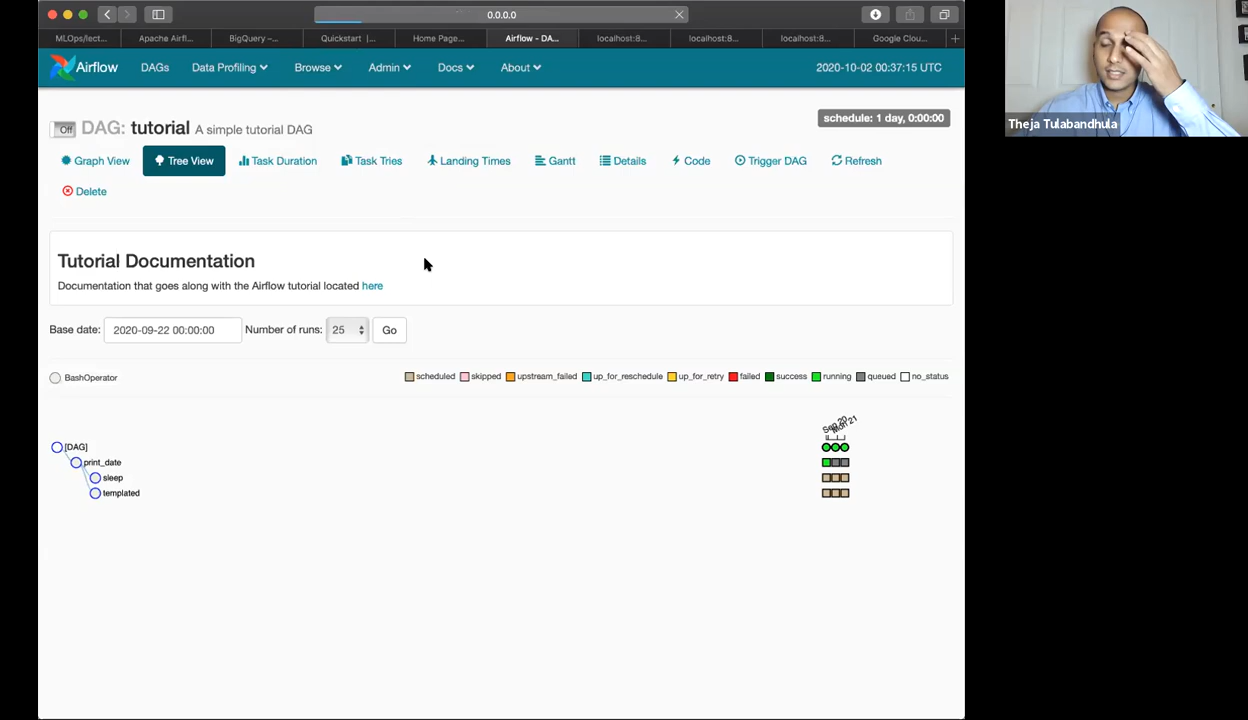 0.0.0.0
MLOps/lect...
Apache Airfl...
BigQuery –...
Quickstart |...
Home Page...
Airflow - DA...
localhost:8...
localhost:8...
localhost:8...
Google Clou...
Airflow
DAGs
Data Profiling
Browse
Admin
Docs
About
2020-10-02 00:37:15 UTC
Off
DAG: tutorial A simple tutorial DAG
schedule: 1 day, 0:00:00
Graph View
Tree View
Task Duration
Task Tries
Landing Times
Gantt
Details
Code
Trigger DAG
Refresh
Delete
Tutorial Documentation
Documentation that goes along with the Airflow tutorial located here
Base date: 2020-09-22 00:00:00 Number of runs: 25 Go
BashOperator
scheduled
skipped
upstream_failed
up_for_reschedule
up_for_retry
failed
success
running
queued
no_status
Mon 21
[DAG]
print_date
sleep
templated
Theja Tulabandhula